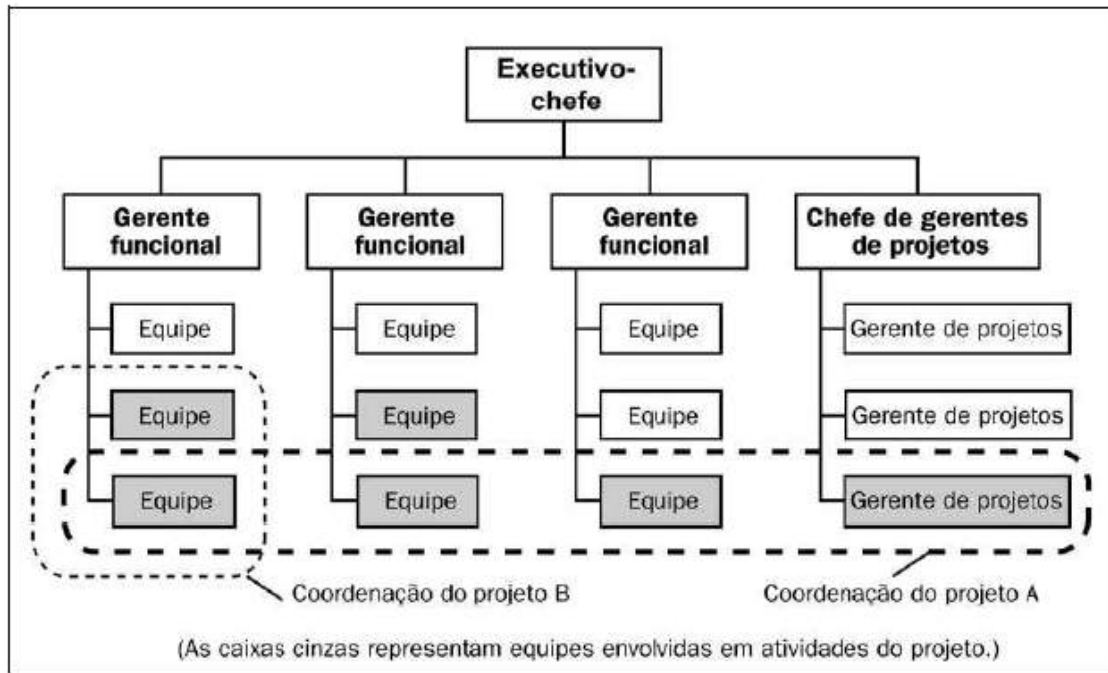 Executivo-
chefe
Gerente
funcional
Gerente
funcional
Gerente
funcional
Chefe de gerentes
de projetos
Equipe
Equipe
Equipe
Gerente de projetos
Equipe
Equipe
Equipe
Gerente de projetos
Equipe
Equipe
Equipe
Gerente de projetos
Coordenação do projeto B
Coordenação do projeto A
(As caixas cinzas representam equipes envolvidas em atividades do projeto.)